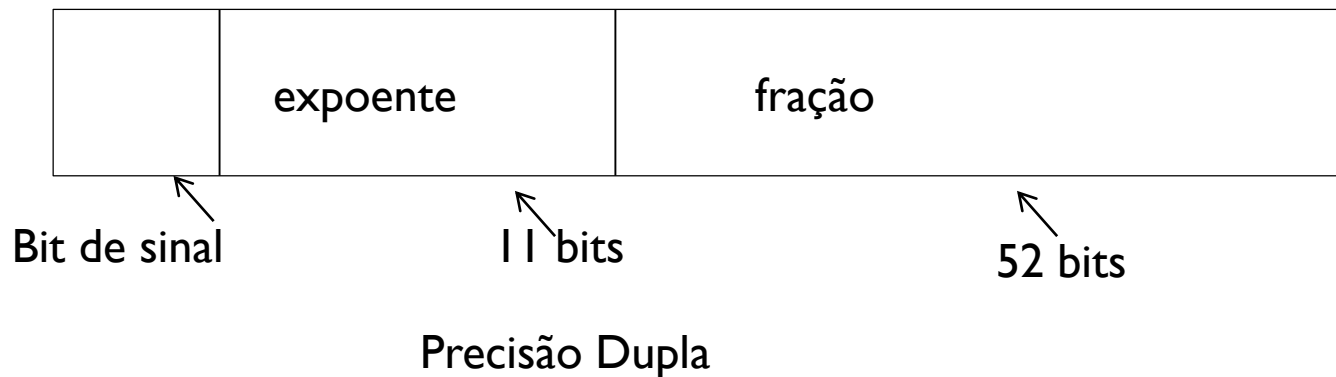 expoente fração
Bit de sinal 11 bits 52 bits
Precisão Dupla